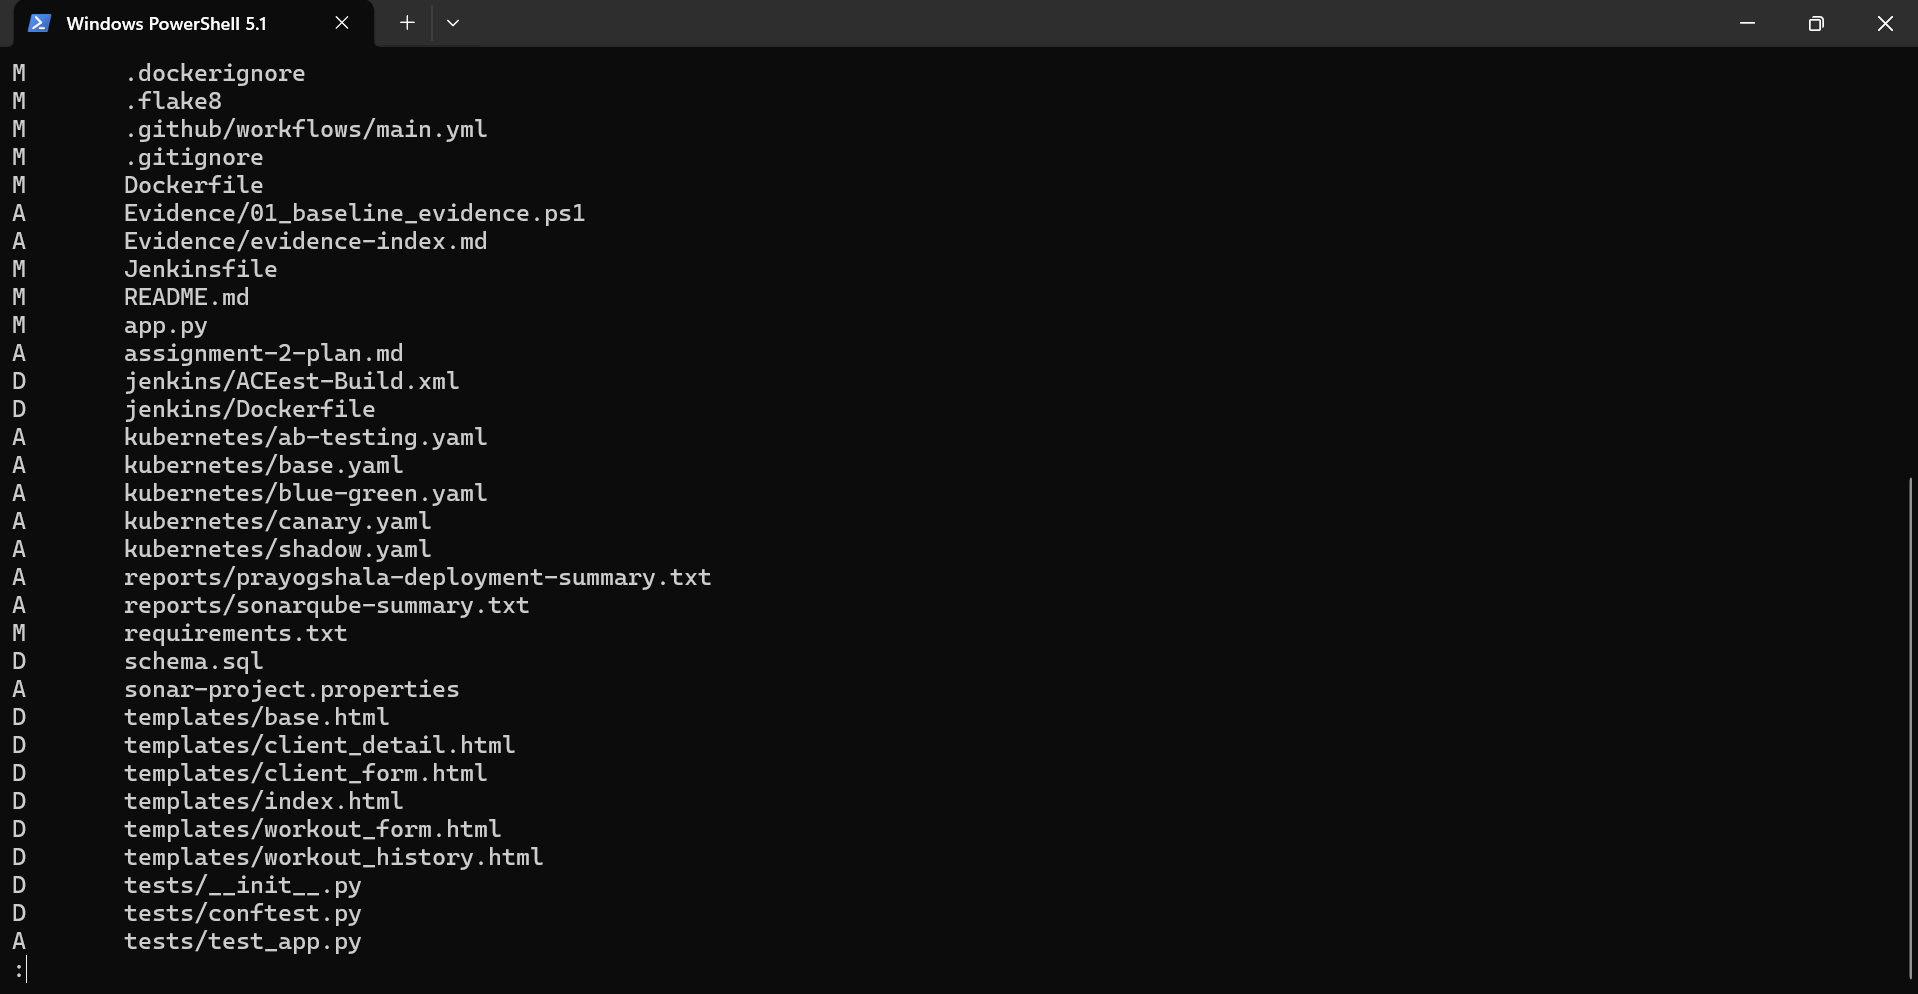 Windows PowerShell 5.1
M .dockerignore
M .flake8
M .github/workflows/main.yml
M .gitignore
M Dockerfile
A Evidence/01_baseline_evidence.ps1
A Evidence/evidence-index.md
M Jenkinsfile
M README.md
M app.py
A assignment-2-plan.md
D jenkins/ACEest-Build.xml
D jenkins/Dockerfile
A kubernetes/ab-testing.yaml
A kubernetes/base.yaml
A kubernetes/blue-green.yaml
A kubernetes/canary.yaml
A kubernetes/shadow.yaml
A reports/prayogshala-deployment-summary.txt
A reports/sonarqube-summary.txt
M requirements.txt
D schema.sql
A sonar-project.properties
D templates/base.html
D templates/client_detail.html
D templates/client_form.html
D templates/index.html
D templates/workout_form.html
D templates/workout_history.html
D tests/__init__.py
D tests/conftest.py
A tests/test_app.py
: